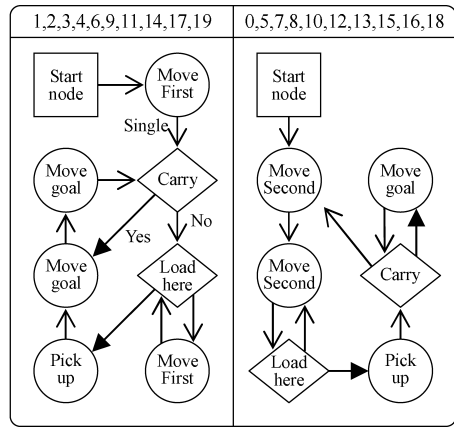 1,2,3,4,6,9,11,14,17,19
Start
node
Move
First
Single
Move
goal
Carry
Yes
No
Move
goal
Load
here
Pick
up
Move
First
0,5,7,8,10,12,13,15,16,18
Start
node
Move
Second
Move
goal
Move
Second
Carry
Load
here
Pick
up